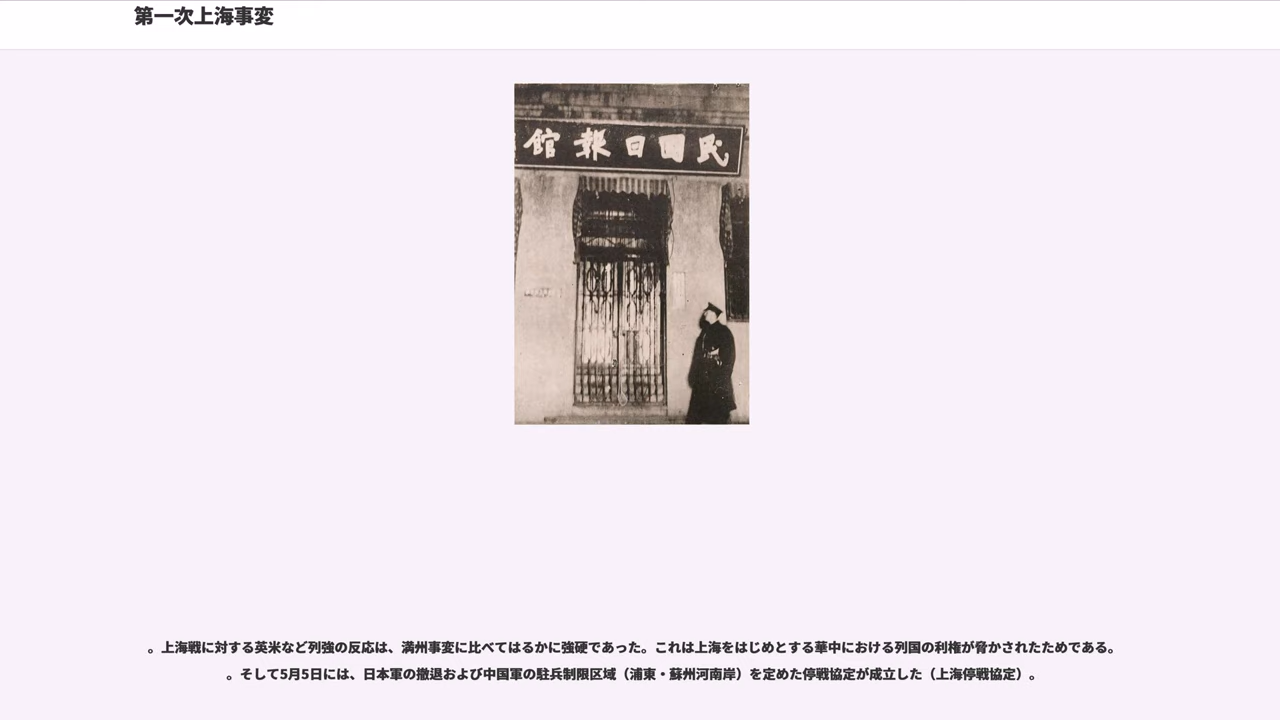 第一次上海事変
民國日報館
。上海戦に対する英米など列強の反応は、満州事変に比べてはるかに強硬であった。これは上海をはじめとする華中における列国の利権が脅かされたためである。
。そして5月5日には、日本軍の撤退および中国軍の駐兵制限区域（浦東・蘇州河南岸）を定めた停戦協定が成立した（上海停戦協定）。